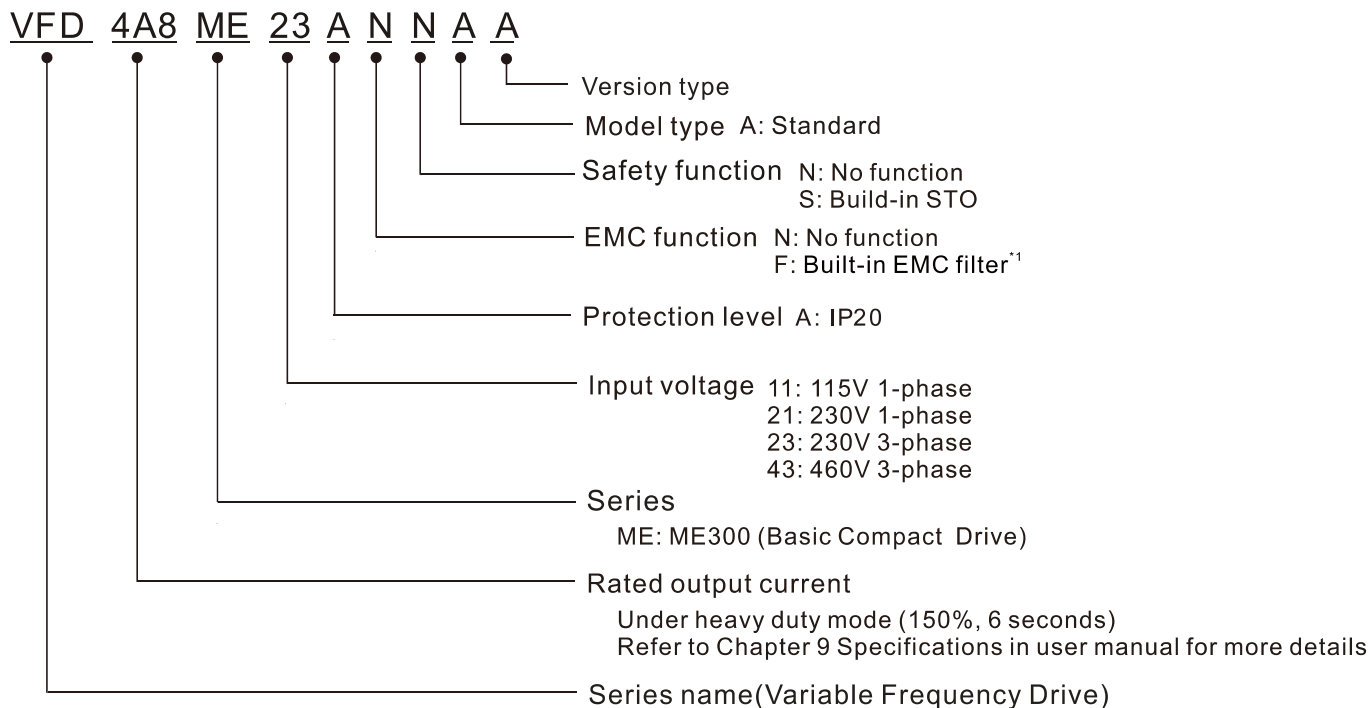 VFD 4A8 ME 23 A N N A A
Version type
Model type A: Standard
Safety function N: No function
S: Build-in STO
EMC function N: No function
F: Built-in EMC filter*1
Protection level A: IP20
Input voltage 11: 115V 1-phase
21: 230V 1-phase
23: 230V 3-phase
43: 460V 3-phase
Series
ME: ME300 (Basic Compact Drive)
Rated output current
Under heavy duty mode (150%, 6 seconds)
Refer to Chapter 9 Specifications in user manual for more details
Series name(Variable Frequency Drive)